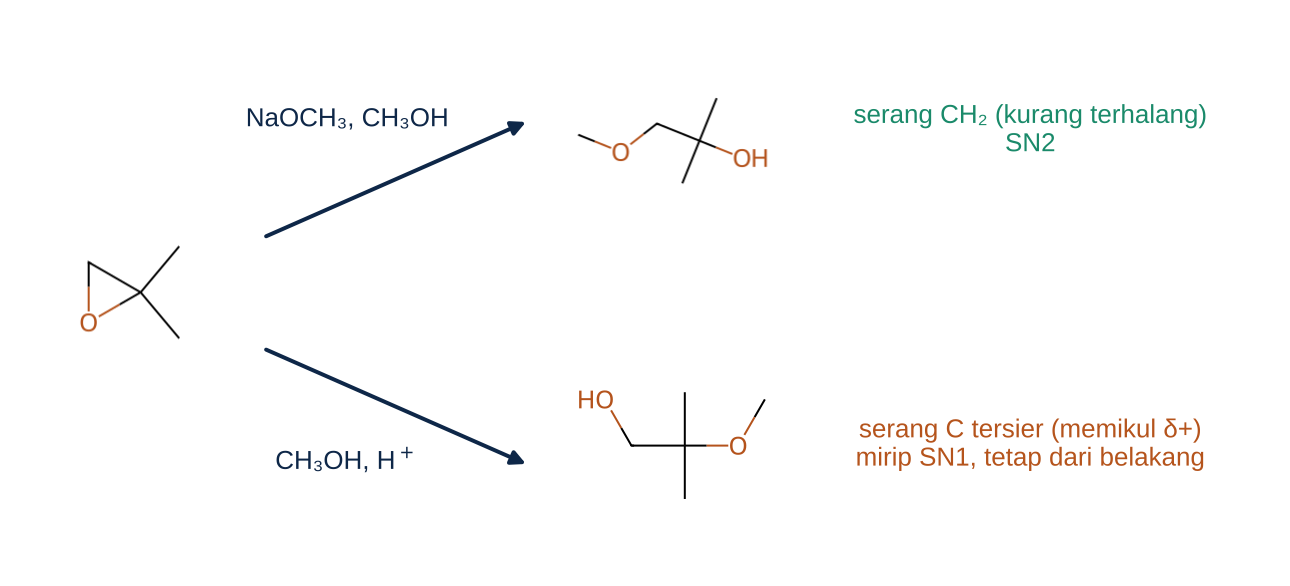 NaOCH₃, CH₃OH
O
OH
serang CH₂ (kurang terhalang)
SN2
O
HO
O
CH₃OH, H⁺
serang C tersier (memikul δ+)
mirip SN1, tetap dari belakang